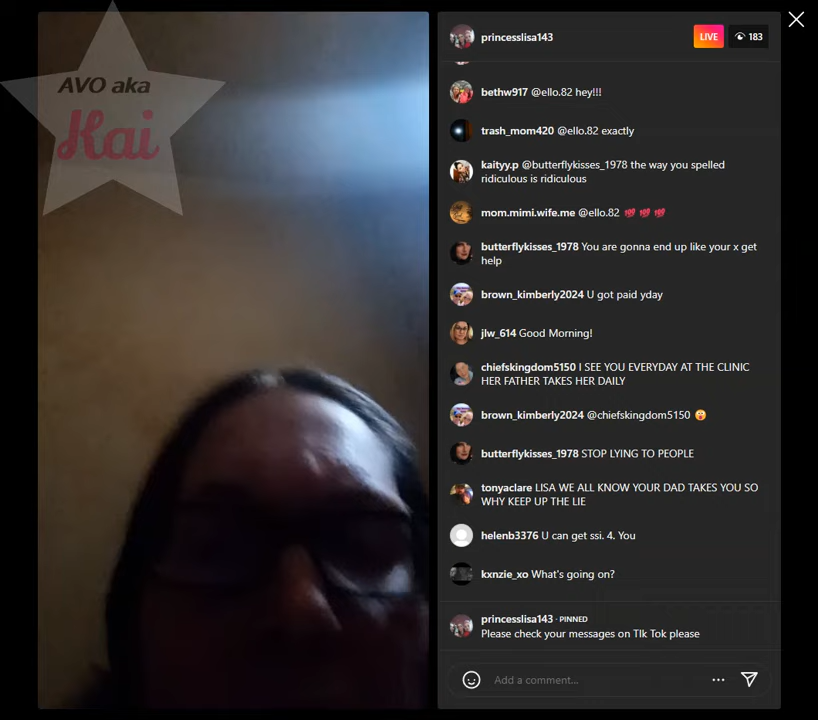 AVO aka
Kai
princesslisa143
LIVE
183
bethw917 @ello.82 hey!!!
trash_mom420 @ello.82 exactly
kaityy.p @butterflykisses_1978 the way you spelled
ridiculous is ridiculous
mom.mimi.wife.me @ello.82 💯 💯 💯
butterflykisses_1978 You are gonna end up like your x get
help
brown_kimberly2024 U got paid yday
jlw_614 Good Morning!
chiefskingdom5150 I SEE YOU EVERYDAY AT THE CLINIC
HER FATHER TAKES HER DAILY
brown_kimberly2024 @chiefskingdom5150 😲
butterflykisses_1978 STOP LYING TO PEOPLE
tonyaclare LISA WE ALL KNOW YOUR DAD TAKES YOU SO
WHY KEEP UP THE LIE
helenb3376 U can get ssi. 4. You
kxnzie_xo What's going on?
princesslisa143 · PINNED
Please check your messages on TIk Tok please
Add a comment...